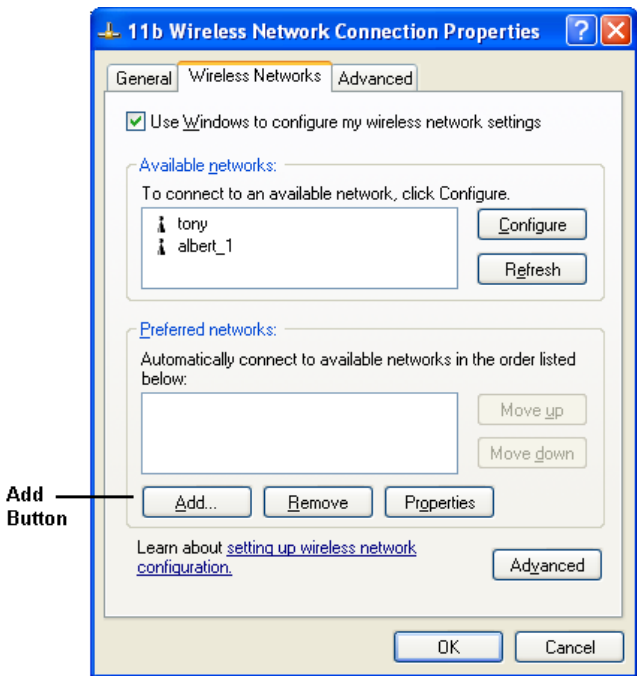 11b Wireless Network Connection Properties
General Wireless Networks Advanced
Use Windows to configure my wireless network settings
Available networks:
To connect to an available network, click Configure.
tony
albert_1
Configure
Refresh
Preferred networks:
Automatically connect to available networks in the order listed
below:
Move up
Move down
Add
Button
Add... Remove Properties
Learn about setting up wireless network
configuration.
Advanced
OK Cancel